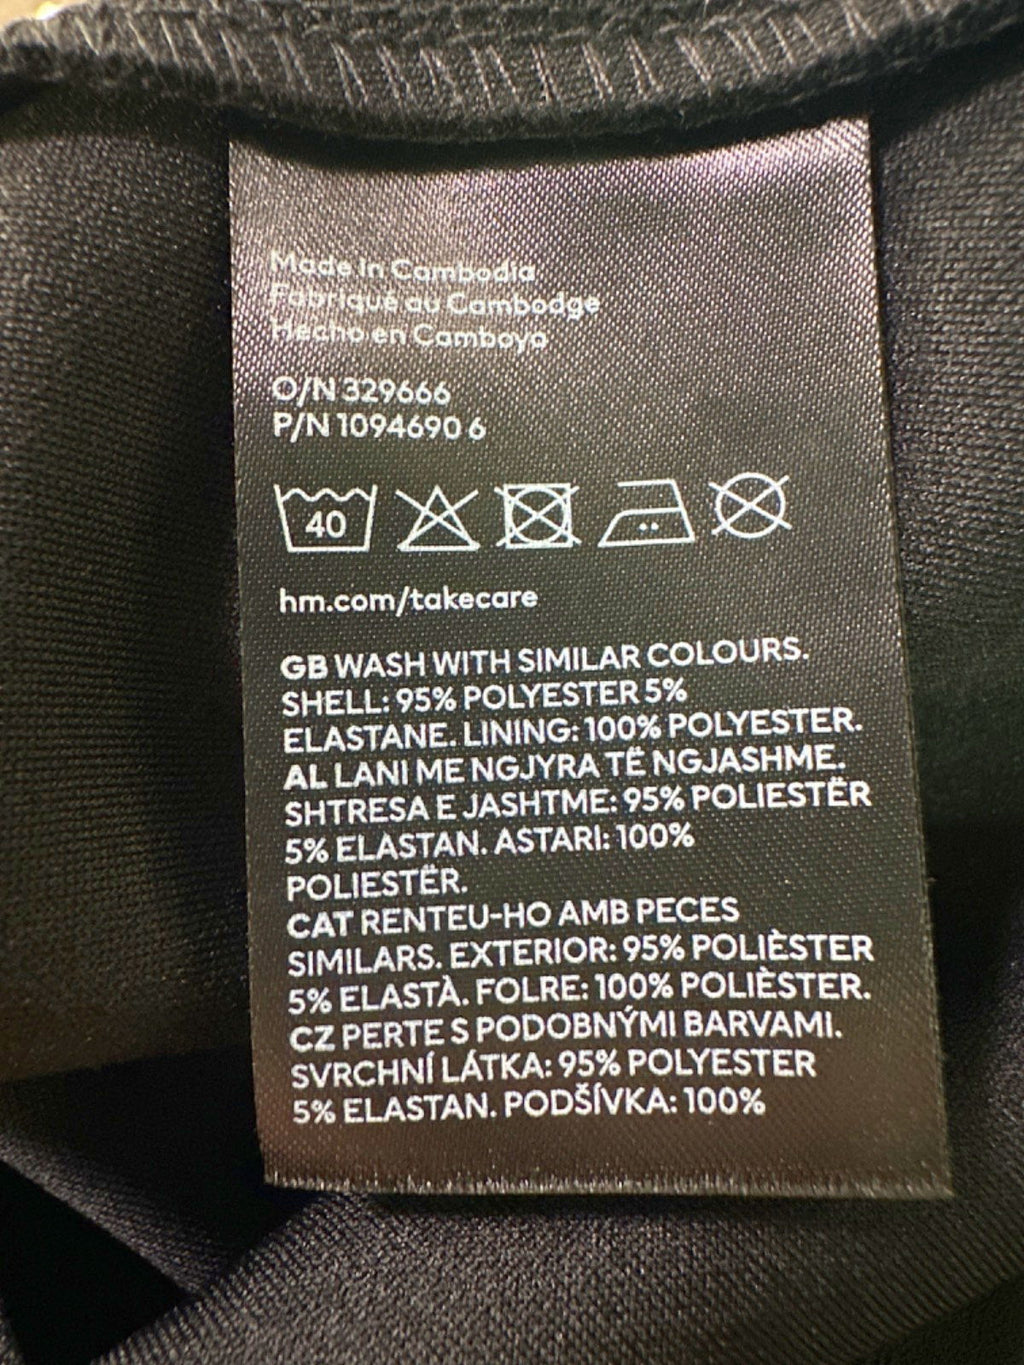 Made in Cambodia
Fabriqué au Cambodge
Hecho en Camboya
O/N 329666
P/N 1094690 6
40
hm.com/takecare
GB WASH WITH SIMILAR COLOURS.
SHELL: 95% POLYESTER 5%
ELASTANE. LINING: 100% POLYESTER.
AL LANI ME NGJYRA TË NGJASHME.
SHTRESA E JASHTME: 95% POLIESTËR
5% ELASTAN. ASTARI: 100%
POLIESTËR.
CAT RENTEU-HO AMB PECES
SIMILARS. EXTERIOR: 95% POLIÈSTER
5% ELASTÀ. FOLRE: 100% POLIÈSTER.
CZ PERTE S PODOBNÝMI BARVAMI.
SVRCHNÍ LÁTKA: 95% POLYESTER
5% ELASTAN. PODŠÍVKA: 100%